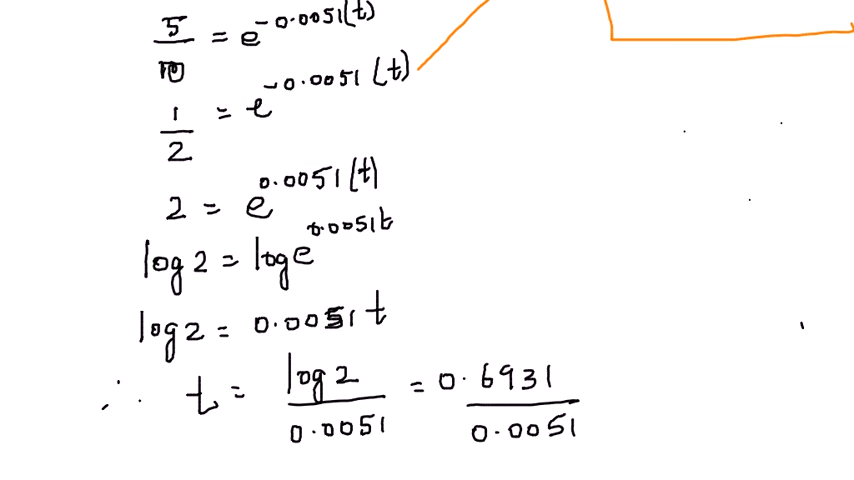 5/10 = e^-0.0051(t)
1/2 = e^-0.0051(t)
2 = e^0.0051(t)
log 2 = log e^0.0051t
log 2 = 0.0051 t
∴ t = log 2/0.0051 = 0.6931/0.0051